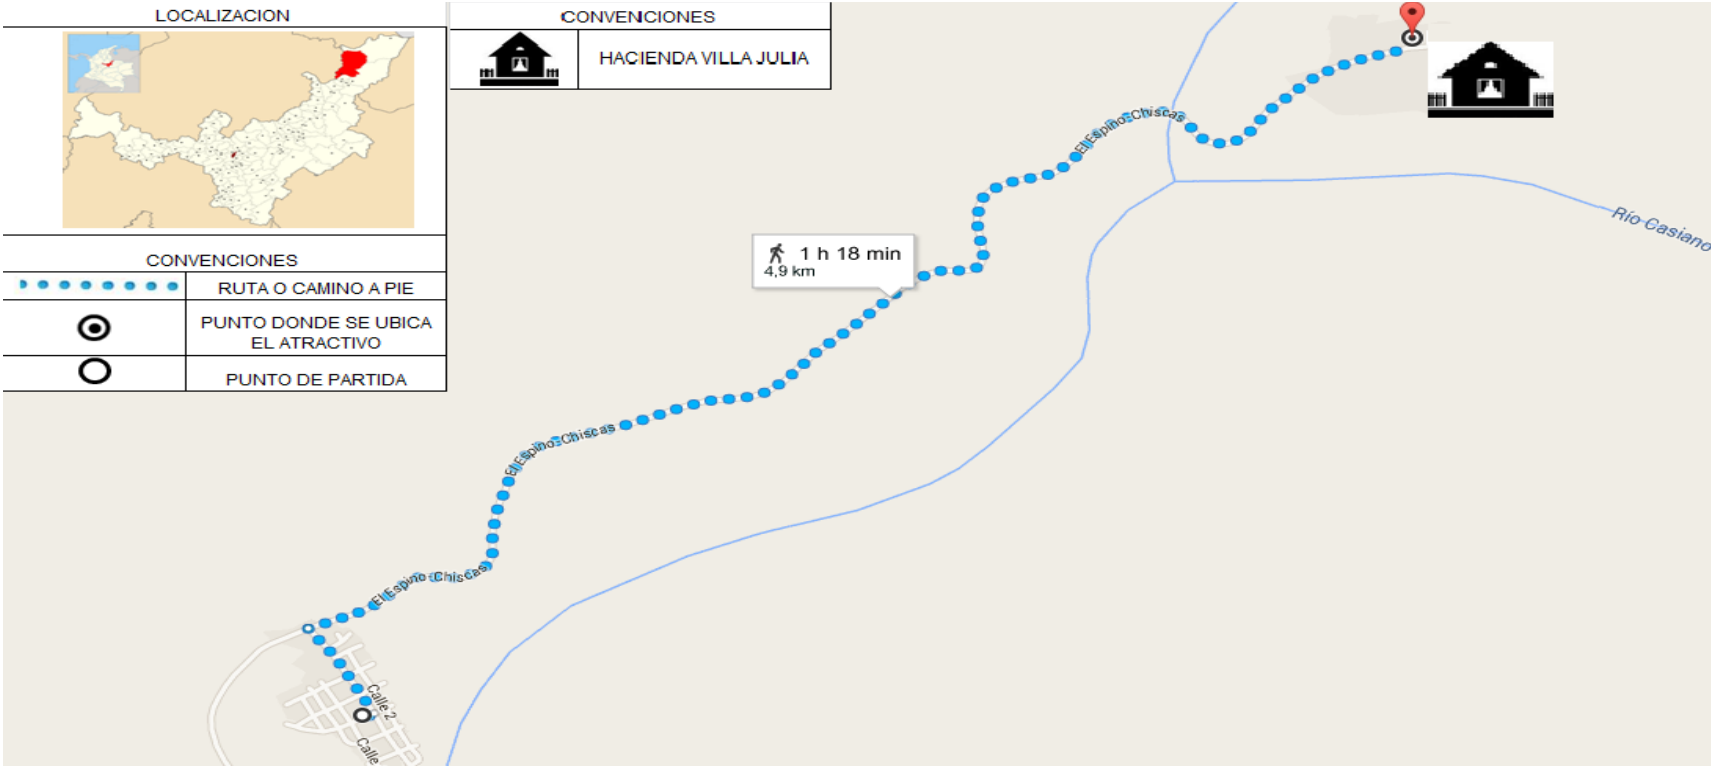 LOCALIZACION
CONVENCIONES
HACIENDA VILLA JULIA
CONVENCIONES
RUTA O CAMINO A PIE
PUNTO DONDE SE UBICA
EL ATRACTIVO
PUNTO DE PARTIDA
El Espino-Chiscas
Río Casiano
1 h 18 min
4,9 km
El Espino-Chiscas
El Espino-Chiscas
Calle 2
Calle